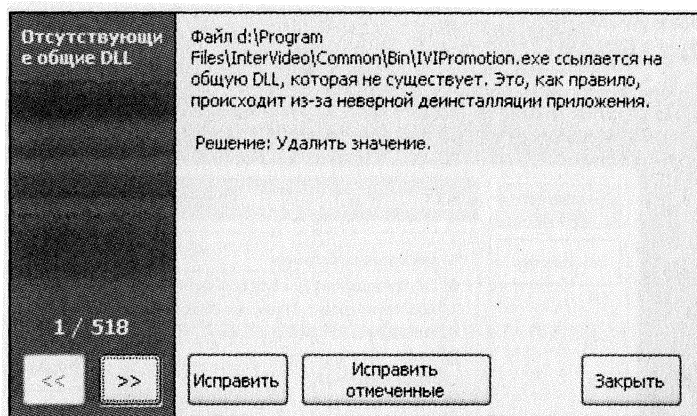 Отсутствующи
е общие DLL
Файл d:\Program
Files\InterVideo\Common\Bin\IVIPromotion.exe ссылается на
общую DLL, которая не существует. Это, как правило,
происходит из-за неверной деинсталляции приложения.
Решение: Удалить значение.
1 / 518
<<
>>
Исправить
Исправить
отмеченные
Закрыть